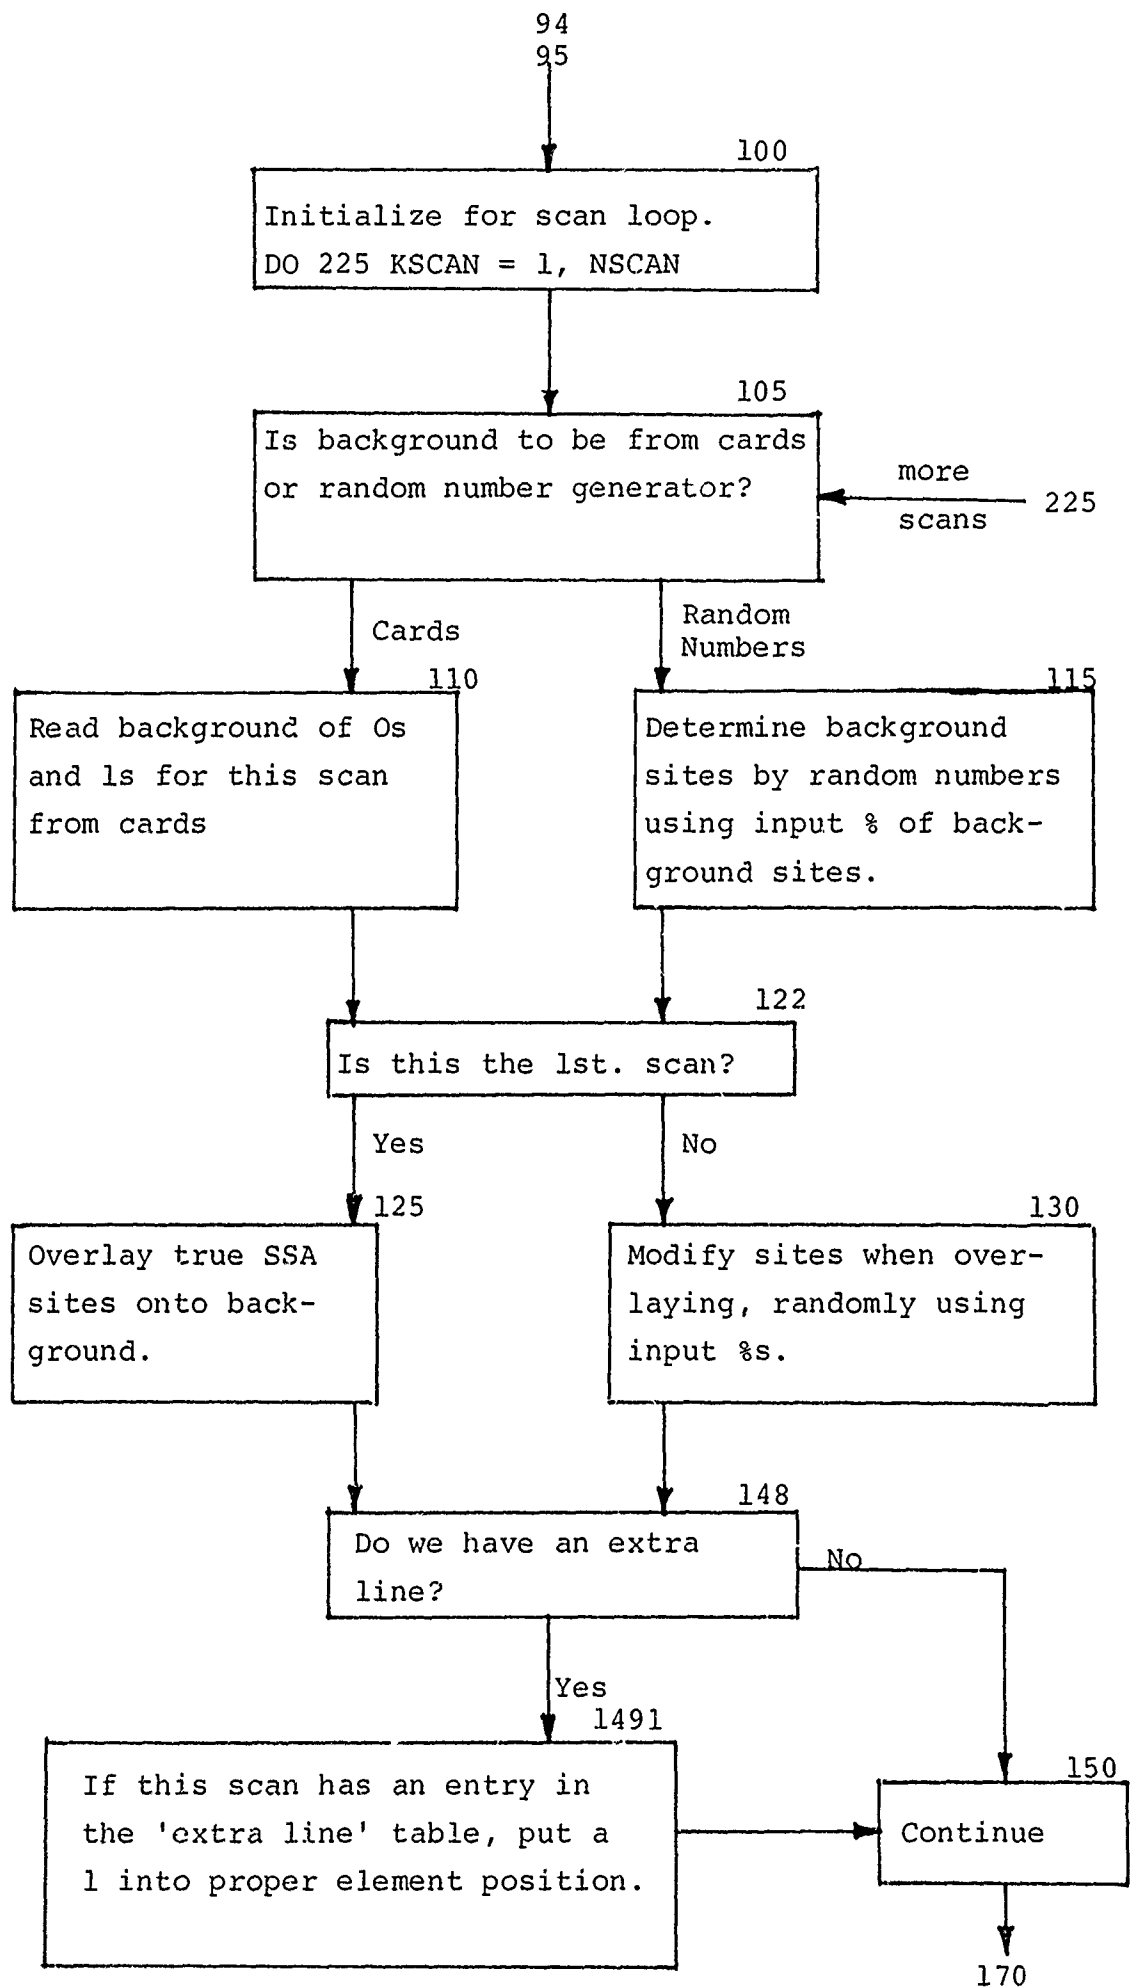 94
95
100
Initialize for scan loop.
DO 225 KSCAN = 1, NSCAN
105
Is background to be from cards
or random number generator?
more
scans
225
Cards
Random
Numbers
110
Read background of 0s
and 1s for this scan
from cards
115
Determine background
sites by random numbers
using input % of back-
ground sites.
122
Is this the 1st. scan?
Yes
No
125
Overlay true SSA
sites onto back-
ground.
130
Modify sites when over-
laying, randomly using
input %s.
148
Do we have an extra
line?
No
Yes
1491
If this scan has an entry in
the 'extra line' table, put a
1 into proper element position.
150
Continue
170